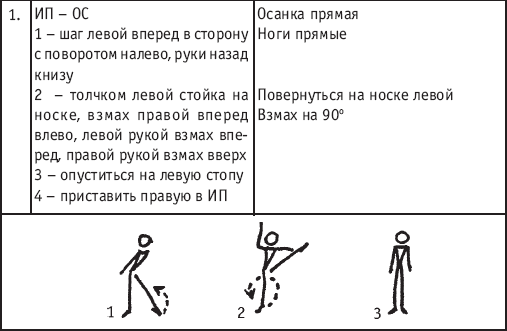 1.
ИП – ОС
1 – шаг левой вперед в сторону
с поворотом налево, руки назад
книзу
2 – толчком левой стойка на
носке, взмах правой вперед
влево, левой рукой взмах впе-
ред, правой рукой взмах вверх
3 – опуститься на левую стопу
4 – приставить правую в ИП
Осанка прямая
Ноги прямые
Повернуться на носке левой
Взмах на 90°
1
2
3